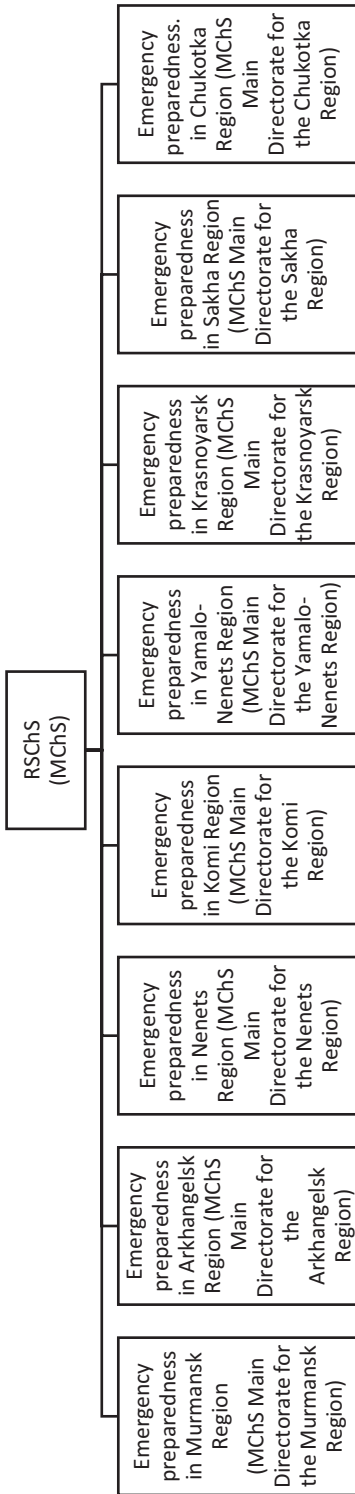 RSChS
(MChS)
Emergency
preparedness
in Murmansk
Region
(MChS Main
Directorate for
the Murmansk
Region)
Emergency
preparedness
in Arkhangelsk
Region (MChS
Main
Directorate for
the
Arkhangelsk
Region)
Emergency
preparedness
in Nenets
Region (MChS
Main
Directorate for
the Nenets
Region)
Emergency
preparedness
in Komi Region
(MChS Main
Directorate for
the Komi
Region)
Emergency
preparedness
in Yamalo-
Nenets Region
(MChS Main
Directorate for
the Yamalo-
Nenets Region)
Emergency
preparedness
in Krasnoyarsk
Region (MChS
Main
Directorate for
the Krasnoyarsk
Region)
Emergency
preparedness
in Sakha Region
(MChS Main
Directorate for
the Sakha
Region)
Emergency
preparedness.
in Chukotka
Region (MChS
Main
Directorate for
the Chukotka
Region)